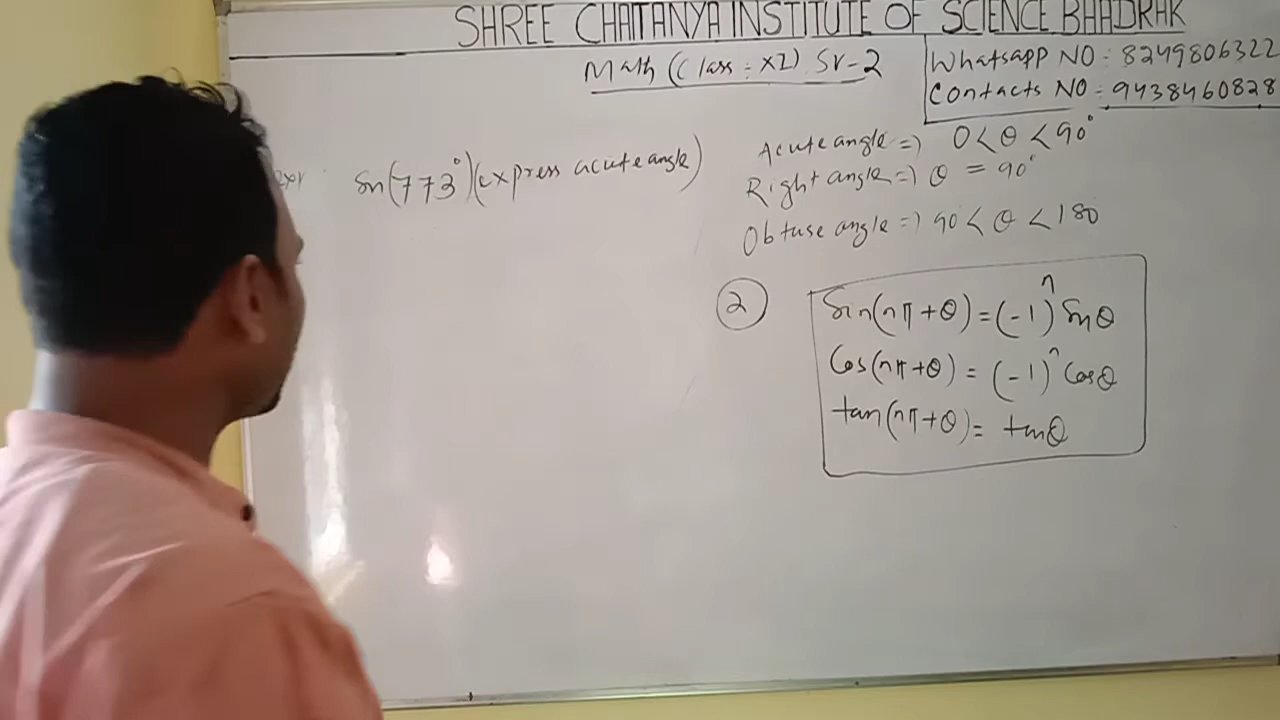 SHREE CHAITANYA INSTITUTE OF SCIENCE BHADRAK
Math (Class : XI) Sr-2
Whatsapp NO : 8249806322
Contacts NO : 9438460828
sin(773°)(express acute angle)
Acute angle => 0 < θ < 90°
Right angle => θ = 90°
Obtuse angle => 90 < θ < 180
2
Sin(nπ+θ)=(-1)^n Sinθ
Cos(nπ+θ) = (-1)^n Cosθ
tan(nπ+θ)= tanθ